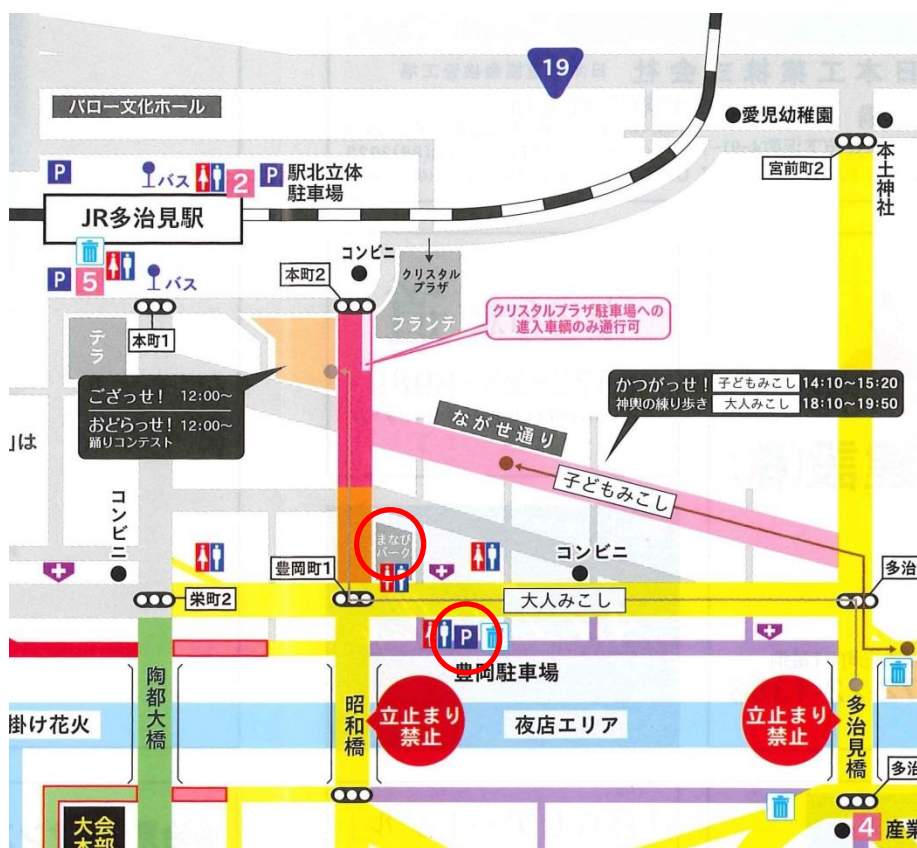 19
バロー文化ホール
愛児幼稚園
宮前町2
本土神社
P
バス
2
P
駅北立体
駐車場
JR多治見駅
コンビニ
本町2
クリスタル
プラザ
フランテ
P
5
バス
本町1
テラ
クリスタルプラザ駐車場への
進入車輌のみ通行可
ござっせ! 12:00~
おどらっせ! 12:00~
踊りコンテスト
かつがっせ! 子どもみこし 14:10~15:20
神輿の練り歩き 大人みこし 18:10~19:50
ながせ通り
子どもみこし
は
コンビニ
まなび
パーク
コンビニ
栄町2
豊岡町1
大人みこし
多治
P
豊岡駐車場
陶都大橋
昭和橋
立止まり
禁止
夜店エリア
立止まり
禁止
多治見橋
掛け花火
多治
大会
本部
4
産業